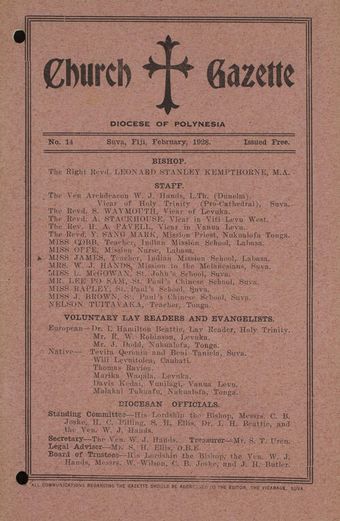 Church Gazette
DIOCESE OF POLYNESIA
No. 14 Suva, Fiji, February, 1928. Issued Free.
BISHOP.
The Right Revd. LEONARD STANLEY KEMPTHORNE, M.A.
STAFF.
The Ven Archdeacon W. J. Hands, L.Th. (Dunelm).
Vicar of Holy Trinity (Pro-Cathedral), Suva.
The Revd. S. WAYMOUTH, Vicar of Levuka.
The Revd. A. STACKHOUSE, Vicar in Viti Levu West.
The Rev. H. A. FAVELL, Vicar in Vanua Levu.
The Revd. Y. SANG MARK, Mission Priest, Nukualofa Tonga.
MISS COBB, Teacher, Indian Mission School, Labasa.
MISS OFFE, Mission Nurse, Labasa.
MISS JAMES, Teacher, Indian Mission School, Labasa.
MRS. W. J. HANDS, Mission to the Melanesians, Suva.
MISS L. McGOWAN, St. John's School, Suva.
MR. LEE PO SAM, St. Paul's Chinese School, Suva.
MISS RAPLEY, St. Paul's School, Suva.
MISS J. BROWN, St. Paul's Chinese School, Suva.
NELSON TUITAVAKA, Teacher, Tonga.
VOLUNTARY LAY READERS AND EVANGELISTS.
European—Dr. I. Hamilton Beattie, Lay Reader, Holy Trinity.
Mr. R. W. Robinson, Levuka.
Mr. J. Dodd, Nukualofa, Tonga.
Native— Tevita and Beni Taniela, Suva.
Wili Caubati.
Thomas
Marika Waqila, Levuka.
Davis Kedai, Vunilagi, Vanua Levu.
Malakai Tukuafu, Nukualofa, Tonga.
DIOCESAN OFFICIALS.
Standing Committee—His Lordship the Bishop, Messrs. C. B.
Joske, H. C. Pilling, S. H. Ellis, Dr. I. H. Beattie, and
the Ven. W. J. Hands.
Secretary—The Ven. W. J. Hands. Treasurer—Mr. S. T. Uren.
Legal Adviser—Mr. S. H. Ellis, O.B.E.
Board of Trustees—His Lordship the Bishop, the Ven. W. J.
Hands, Messrs. W. Wilson, C. B. Joske, and J. H. Butler.
ALL COMMUNICATIONS REGARDING THE GAZETTE SHOULD BE ADDRESSED TO THE EDITOR, THE VICARAGE, SUVA.